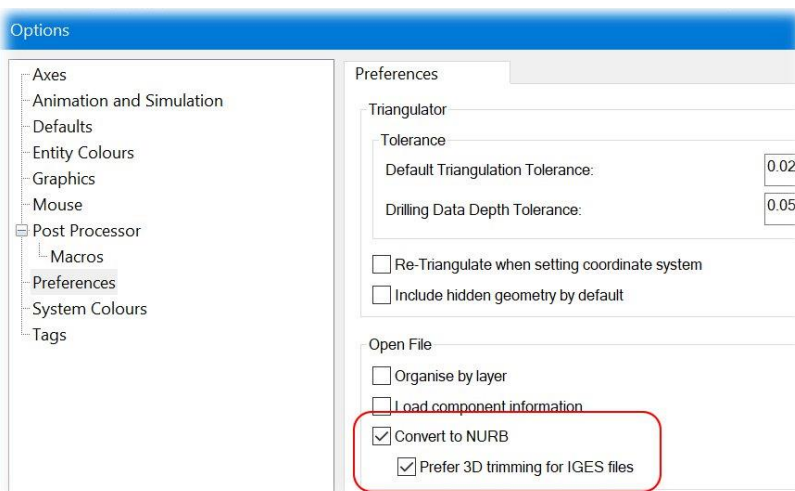 Options
Axes
Animation and Simulation
Defaults
Entity Colours
Graphics
Mouse
Post Processor
Macros
Preferences
System Colours
Tags
Preferences
Triangulator
Tolerance
Default Triangulation Tolerance: 0.02
Drilling Data Depth Tolerance: 0.05
Re-Triangulate when setting coordinate system
Include hidden geometry by default
Open File
Organise by layer
Load component information
Convert to NURB
Prefer 3D trimming for IGES files